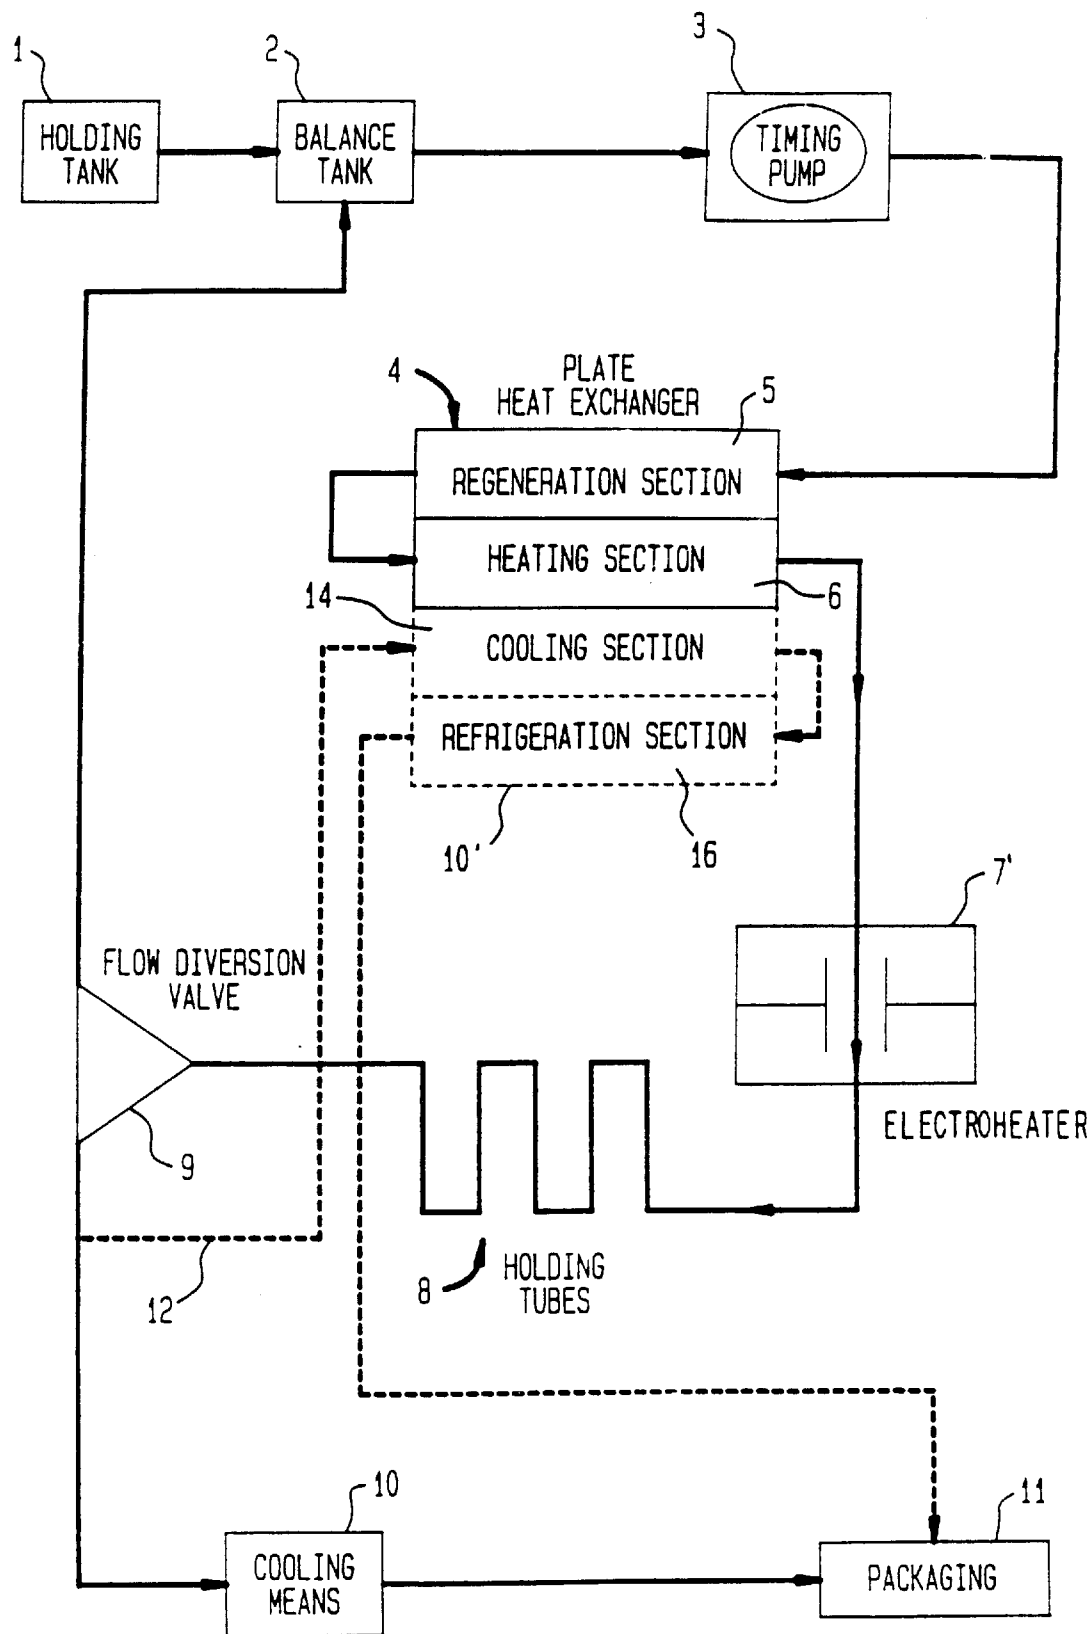 1
2
3
HOLDING
TANK
BALANCE
TANK
TIMING
PUMP
4
PLATE
HEAT EXCHANGER
5
REGENERATION SECTION
HEATING SECTION
6
14
COOLING SECTION
REFRIGERATION SECTION
10'
16
7'
FLOW DIVERSION
VALVE
9
ELECTROHEATER
12
8
HOLDING
TUBES
10
11
COOLING
MEANS
PACKAGING